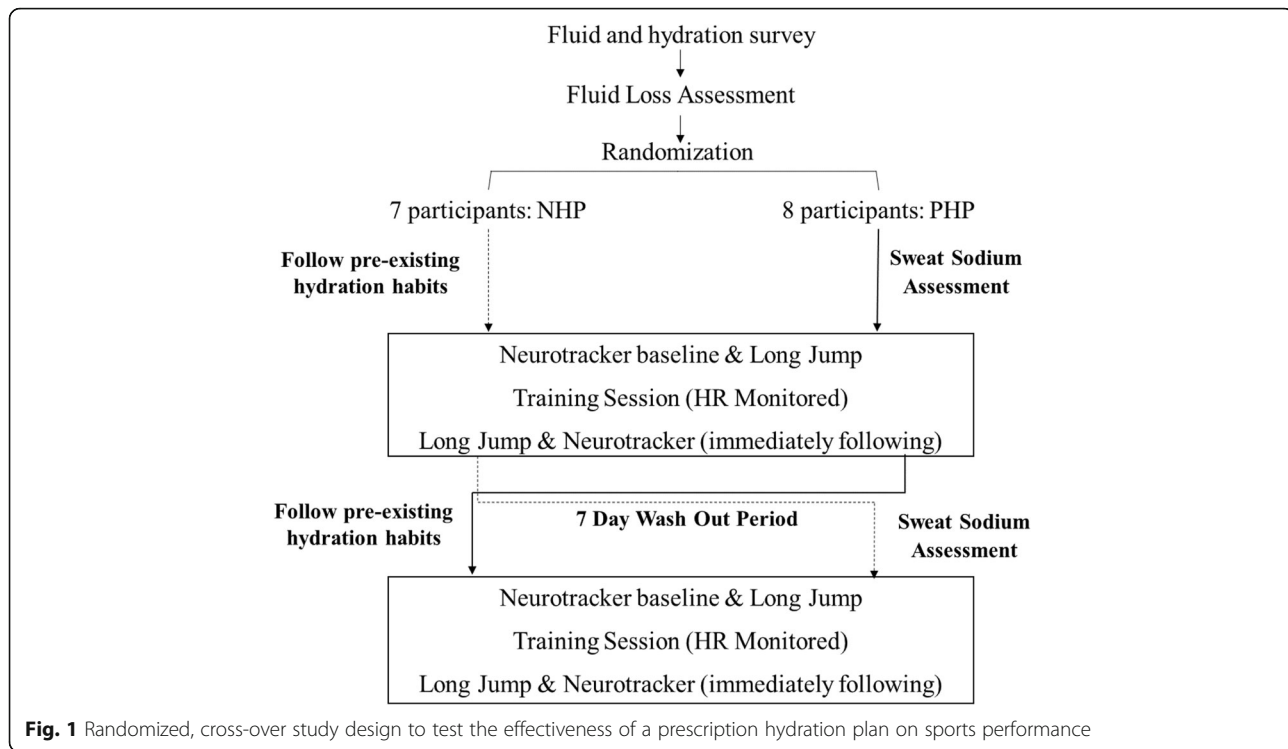 Fluid and hydration survey
Fluid Loss Assessment
Randomization
7 participants: NHP
8 participants: PHP
Follow pre-existing
hydration habits
Sweat Sodium
Assessment
Neurotracker baseline & Long Jump
Training Session (HR Monitored)
Long Jump & Neurotracker (immediately following)
Follow pre-existing
hydration habits
7 Day Wash Out Period
Sweat Sodium
Assessment
Neurotracker baseline & Long Jump
Training Session (HR Monitored)
Long Jump & Neurotracker (immediately following)
Fig. 1 Randomized, cross-over study design to test the effectiveness of a prescription hydration plan on sports performance